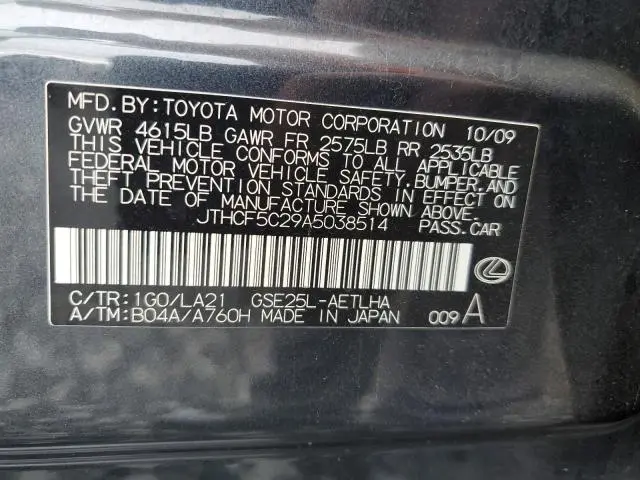 MFD.BY:TOYOTA MOTOR CORPORATION 10/09
GVWR 4615LB GAWR FR 2575LB RR 2535LB
THIS VEHICLE CONFORMS TO ALL APPLICABLE
FEDERAL MOTOR VEHICLE SAFETY,BUMPER,AND
THEFT PREVENTION STANDARDS IN EFFECT ON
THE DATE OF MANUFACTURE SHOWN ABOVE.
JTHCF5C29A5038514 PASS.CAR
C/TR:1G0/LA21 GSE25L-AETLHA
A/TM:B04A/A760H MADE IN JAPAN 009A